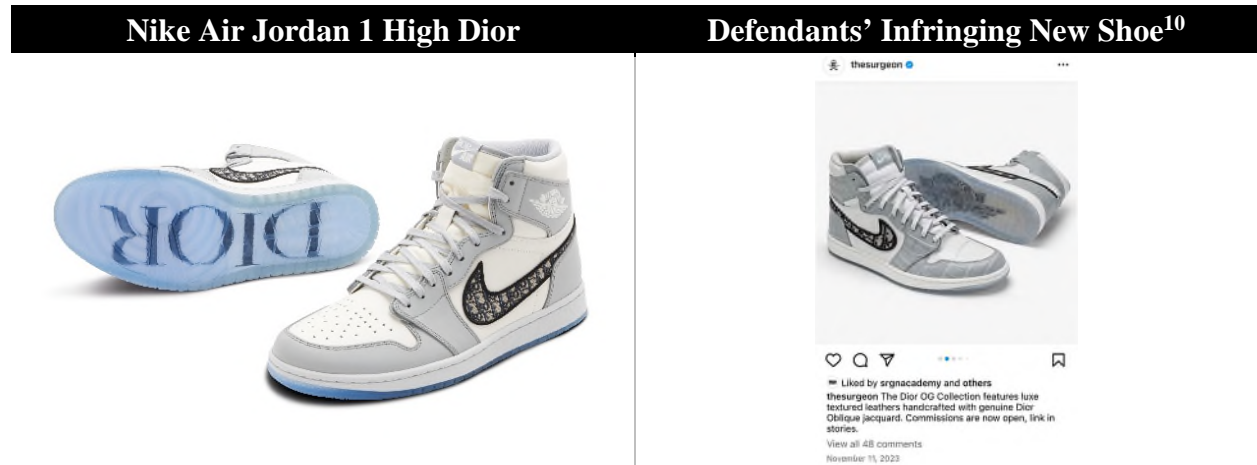 Nike Air Jordan 1 High Dior
Defendants’ Infringing New Shoe10
thesurgeon
DIOR
Liked by srgnacademy and others
thesurgeon The Dior OG Collection features luxe
textured leathers handcrafted with genuine Dior
Oblique jacquard. Commissions are now open, link in
stories.
View all 48 comments
November 11, 2023